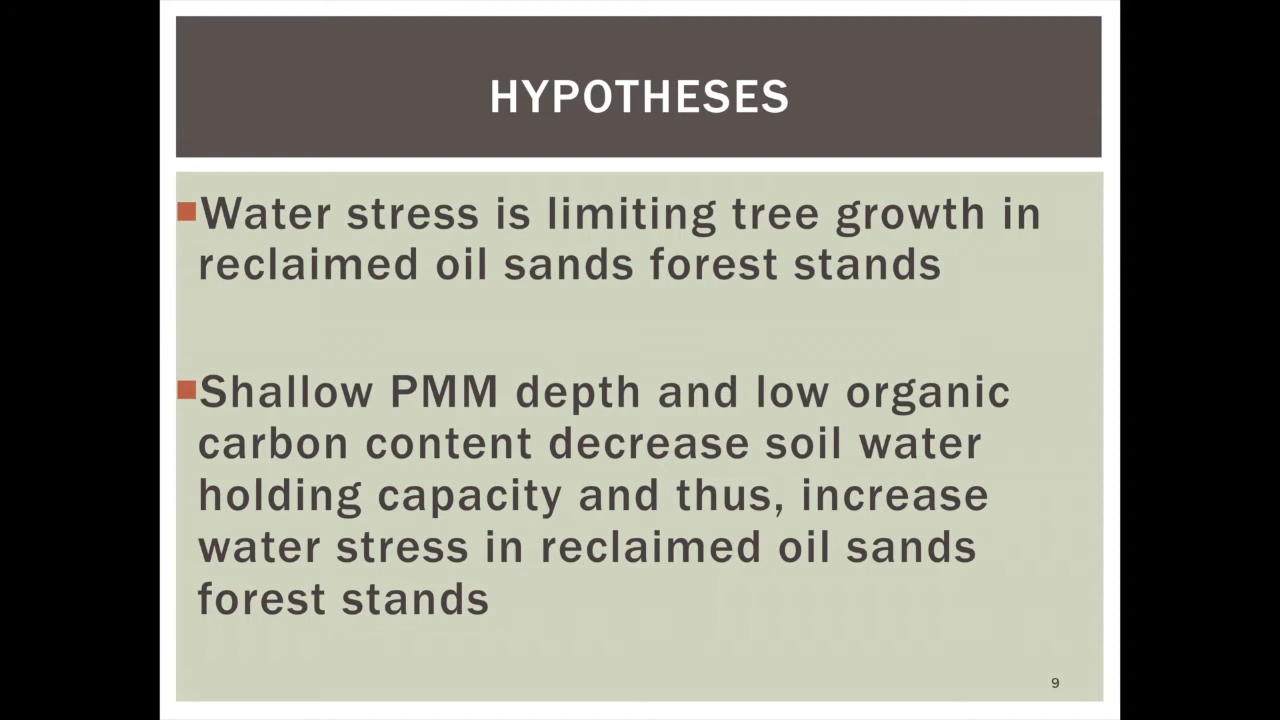 HYPOTHESES
Water stress is limiting tree growth in
reclaimed oil sands forest stands
Shallow PMM depth and low organic
carbon content decrease soil water
holding capacity and thus, increase
water stress in reclaimed oil sands
forest stands
9